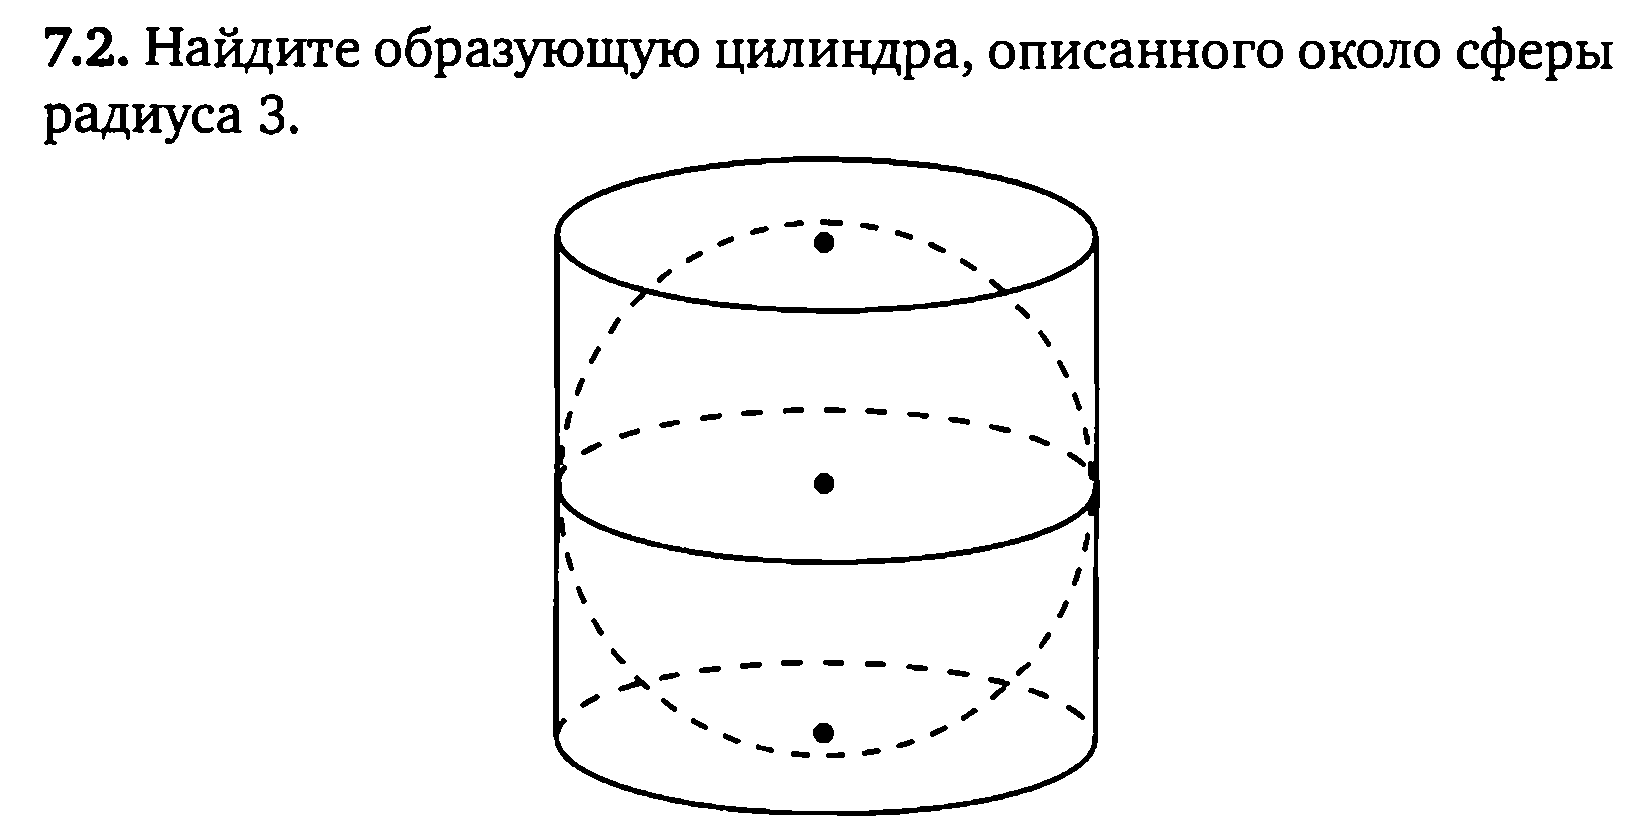 7.2. Найдите образующую цилиндра, описанного около сферы
радиуса 3.